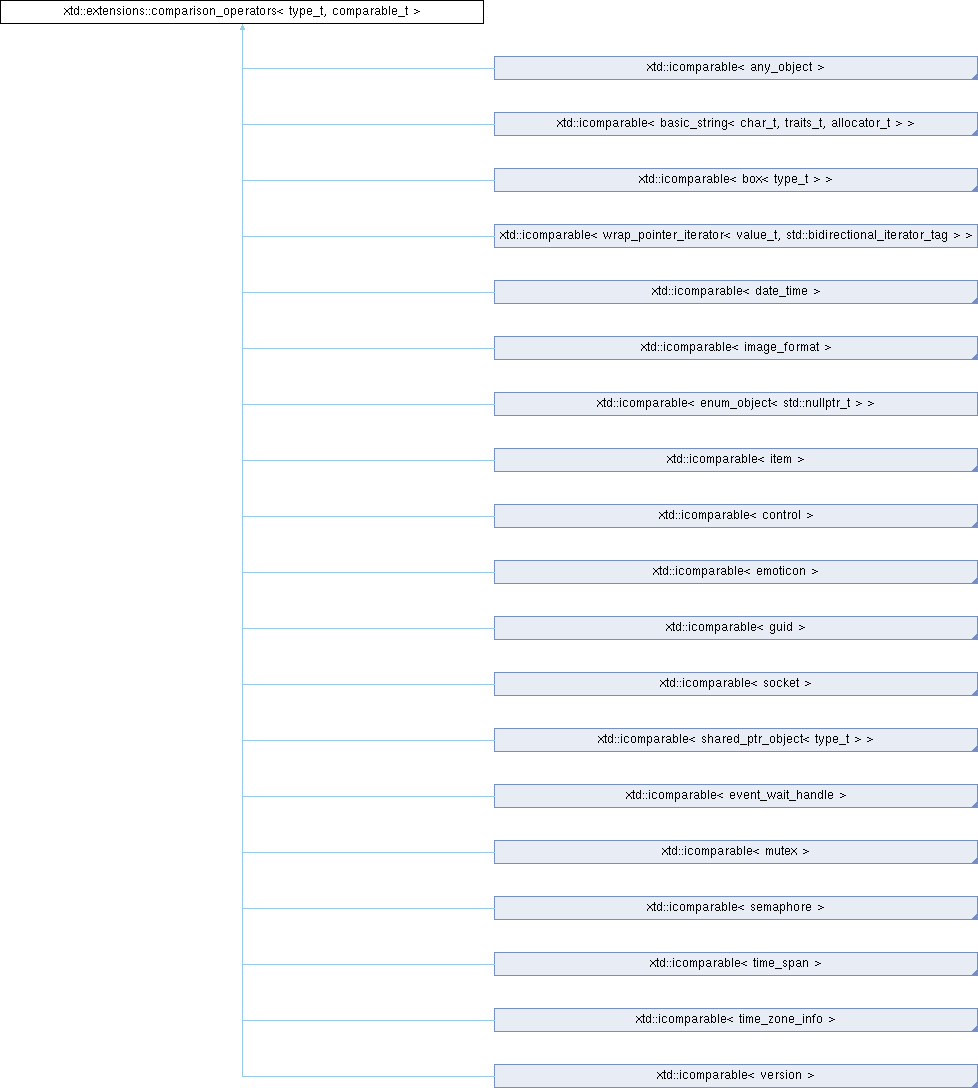 xtd::extensions::comparison_operators< type_t, comparable_t >
xtd::icomparable< any_object >
xtd::icomparable< basic_string< char_t, traits_t, allocator_t > >
xtd::icomparable< box< type_t > >
xtd::icomparable< wrap_pointer_iterator< value_t, std::bidirectional_iterator_tag > >
xtd::icomparable< date_time >
xtd::icomparable< image_format >
xtd::icomparable< enum_object< std::nullptr_t > >
xtd::icomparable< item >
xtd::icomparable< control >
xtd::icomparable< emoticon >
xtd::icomparable< guid >
xtd::icomparable< socket >
xtd::icomparable< shared_ptr_object< type_t > >
xtd::icomparable< event_wait_handle >
xtd::icomparable< mutex >
xtd::icomparable< semaphore >
xtd::icomparable< time_span >
xtd::icomparable< time_zone_info >
xtd::icomparable< version >